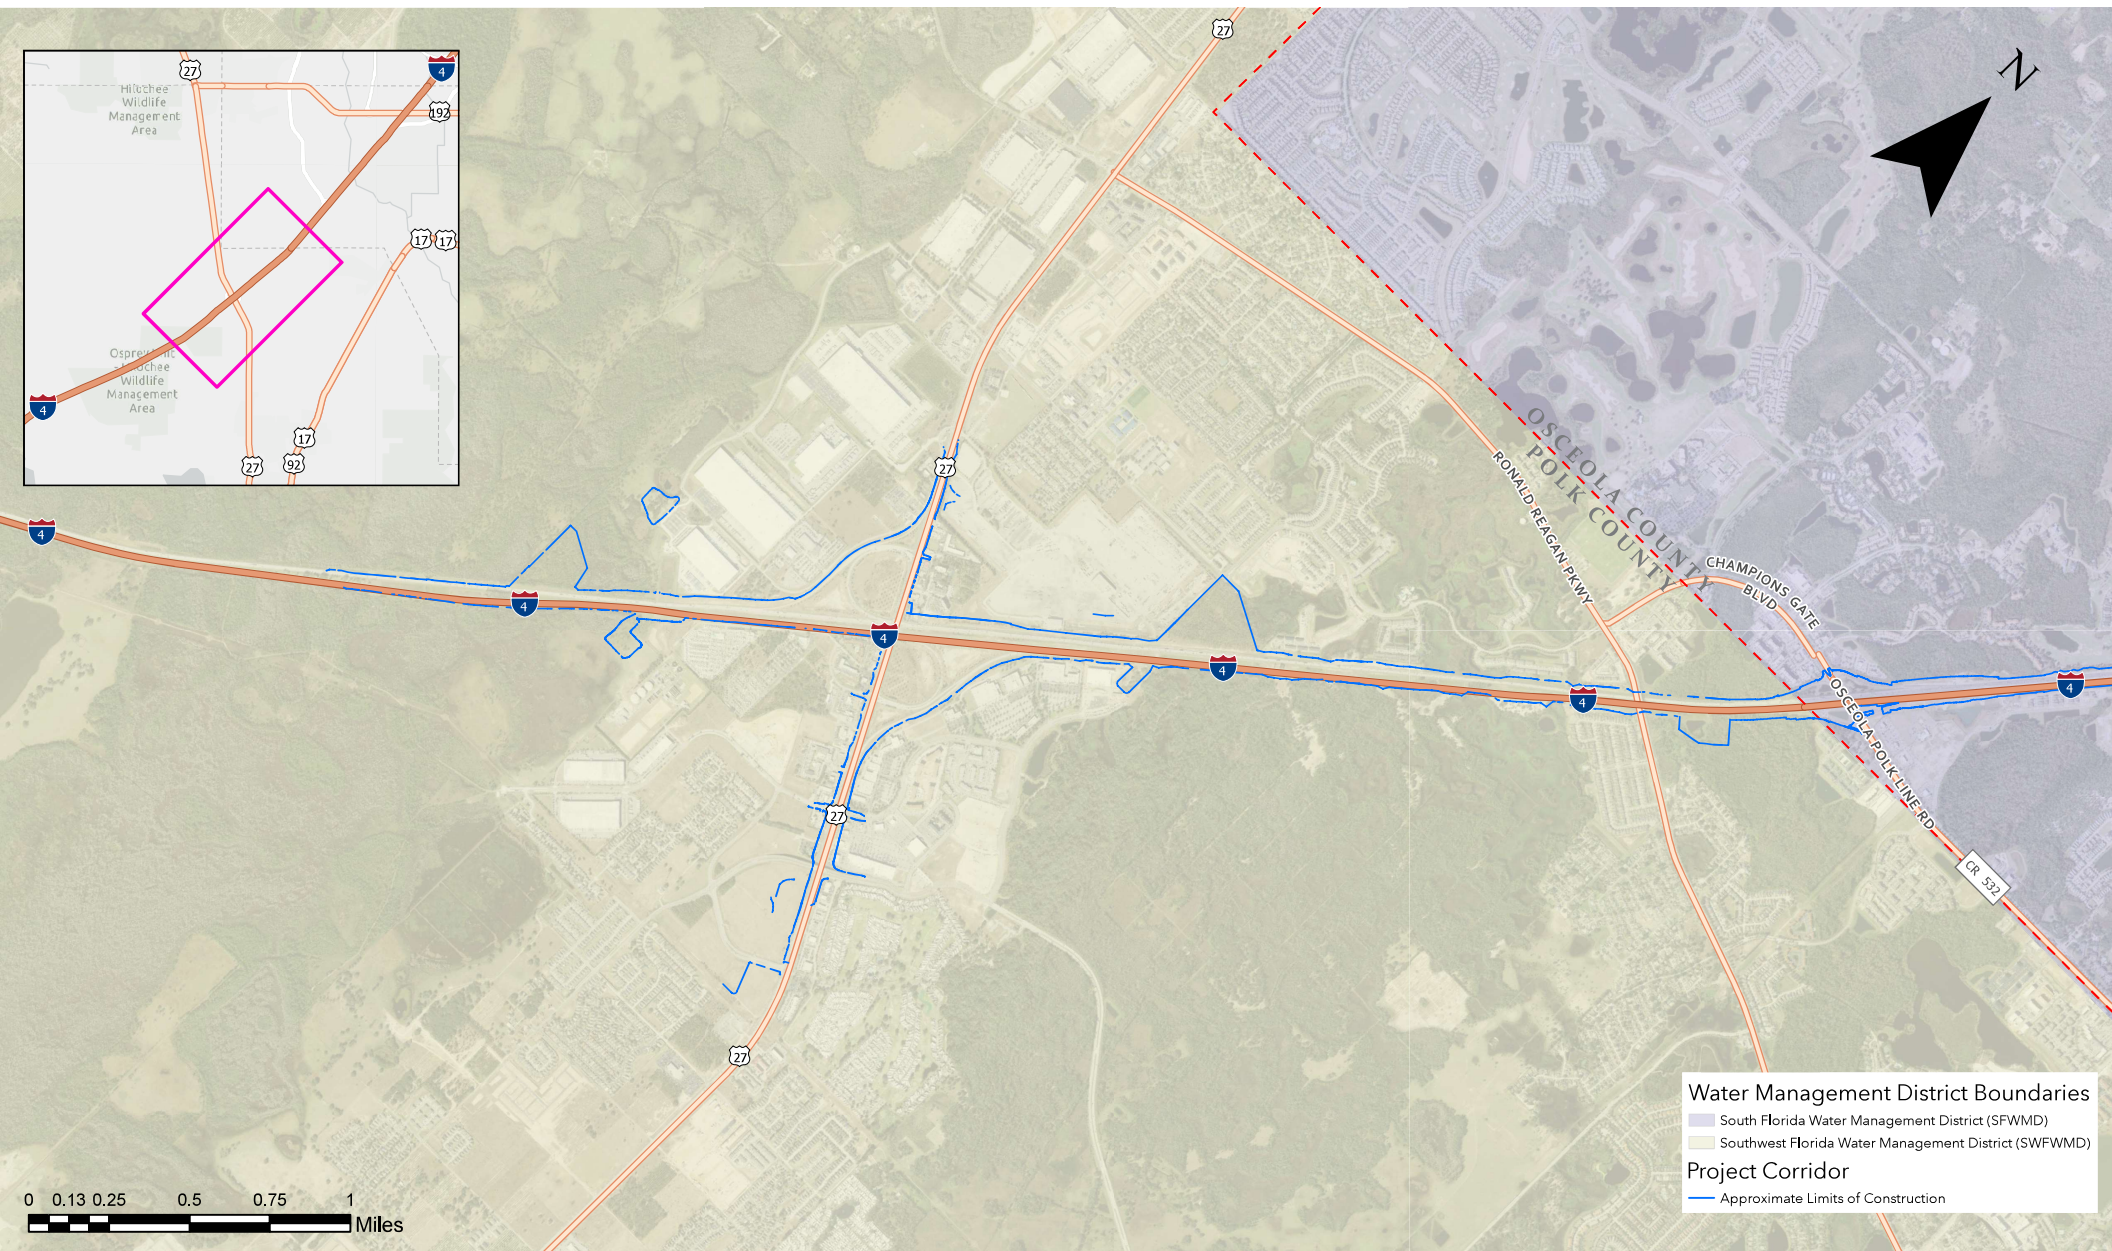 27
N
27
4
192
Hilochee
Wildlife
Management
Area
17
17
Wildlife
Management
Area
4
17
27
92
27
OSCEOLA COUNTY
POLK COUNTY
RONALD REAGAN PKWY
CHAMPIONS GATE
BLVD
4
4
4
4
4
4
OSCEOLA POLK LINE RD
27
CR 532
27
Water Management District Boundaries
South Florida Water Management District (SFWMD)
Southwest Florida Water Management District (SWFWMD)
Project Corridor
Approximate Limits of Construction
0 0.13 0.25 0.5 0.75 1
Miles